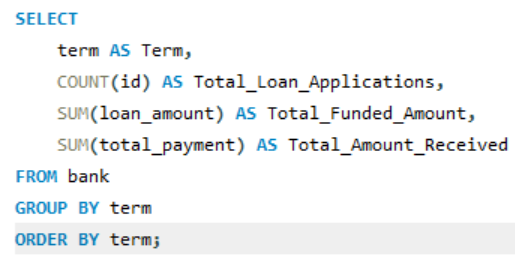 SELECT
    term AS Term,
    COUNT(id) AS Total_Loan_Applications,
    SUM(loan_amount) AS Total_Funded_Amount,
    SUM(total_payment) AS Total_Amount_Received
FROM bank
GROUP BY term
ORDER BY term;